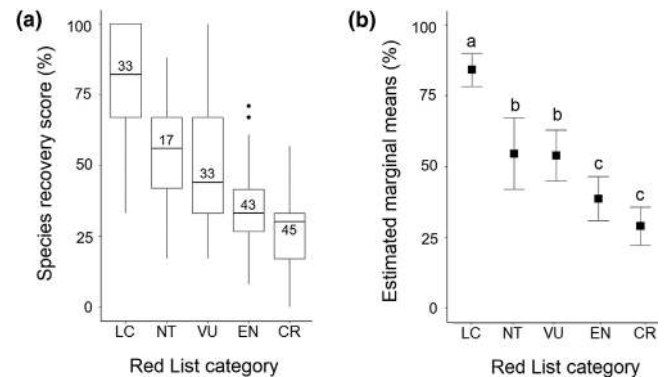 (a)
Species recovery score (%)
100
75
50
25
0
33
17
33
43
45
LC NT VU EN CR
Red List category
(b)
Estimated marginal means (%)
100
75
50
25
0
a
b
b
c
c
LC NT VU EN CR
Red List category